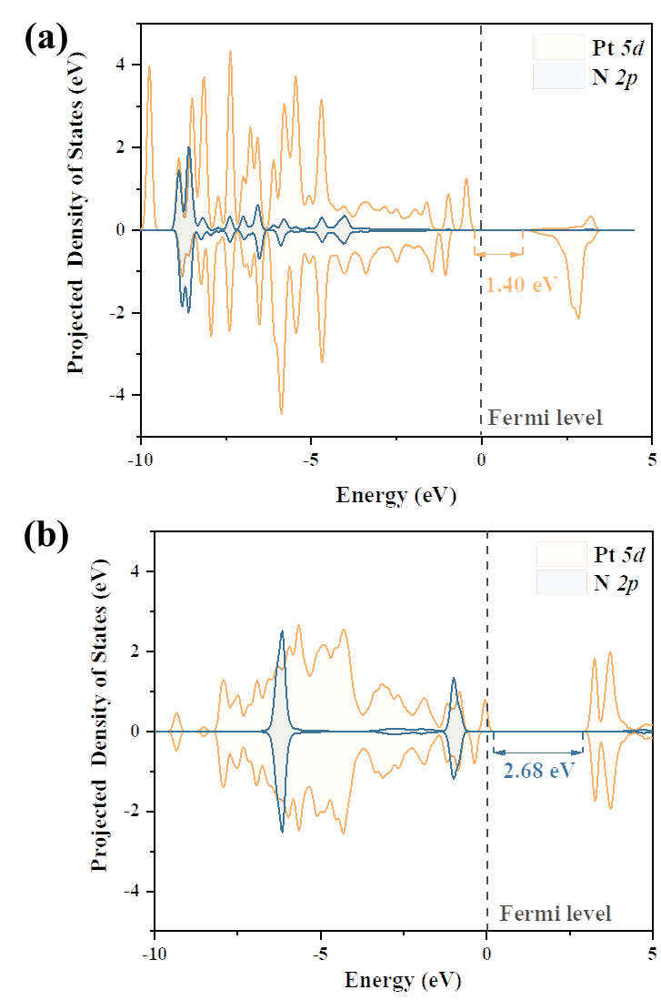 (a)
Projected Density of States (eV)
4
2
0
-2
-4
Pt 5d
N 2p
1.40 eV
Fermi level
-10
-5
0
5
Energy (eV)
(b)
Projected Density of States (eV)
4
2
0
-2
-4
Pt 5d
N 2p
2.68 eV
Fermi level
-10
-5
0
5
Energy (eV)